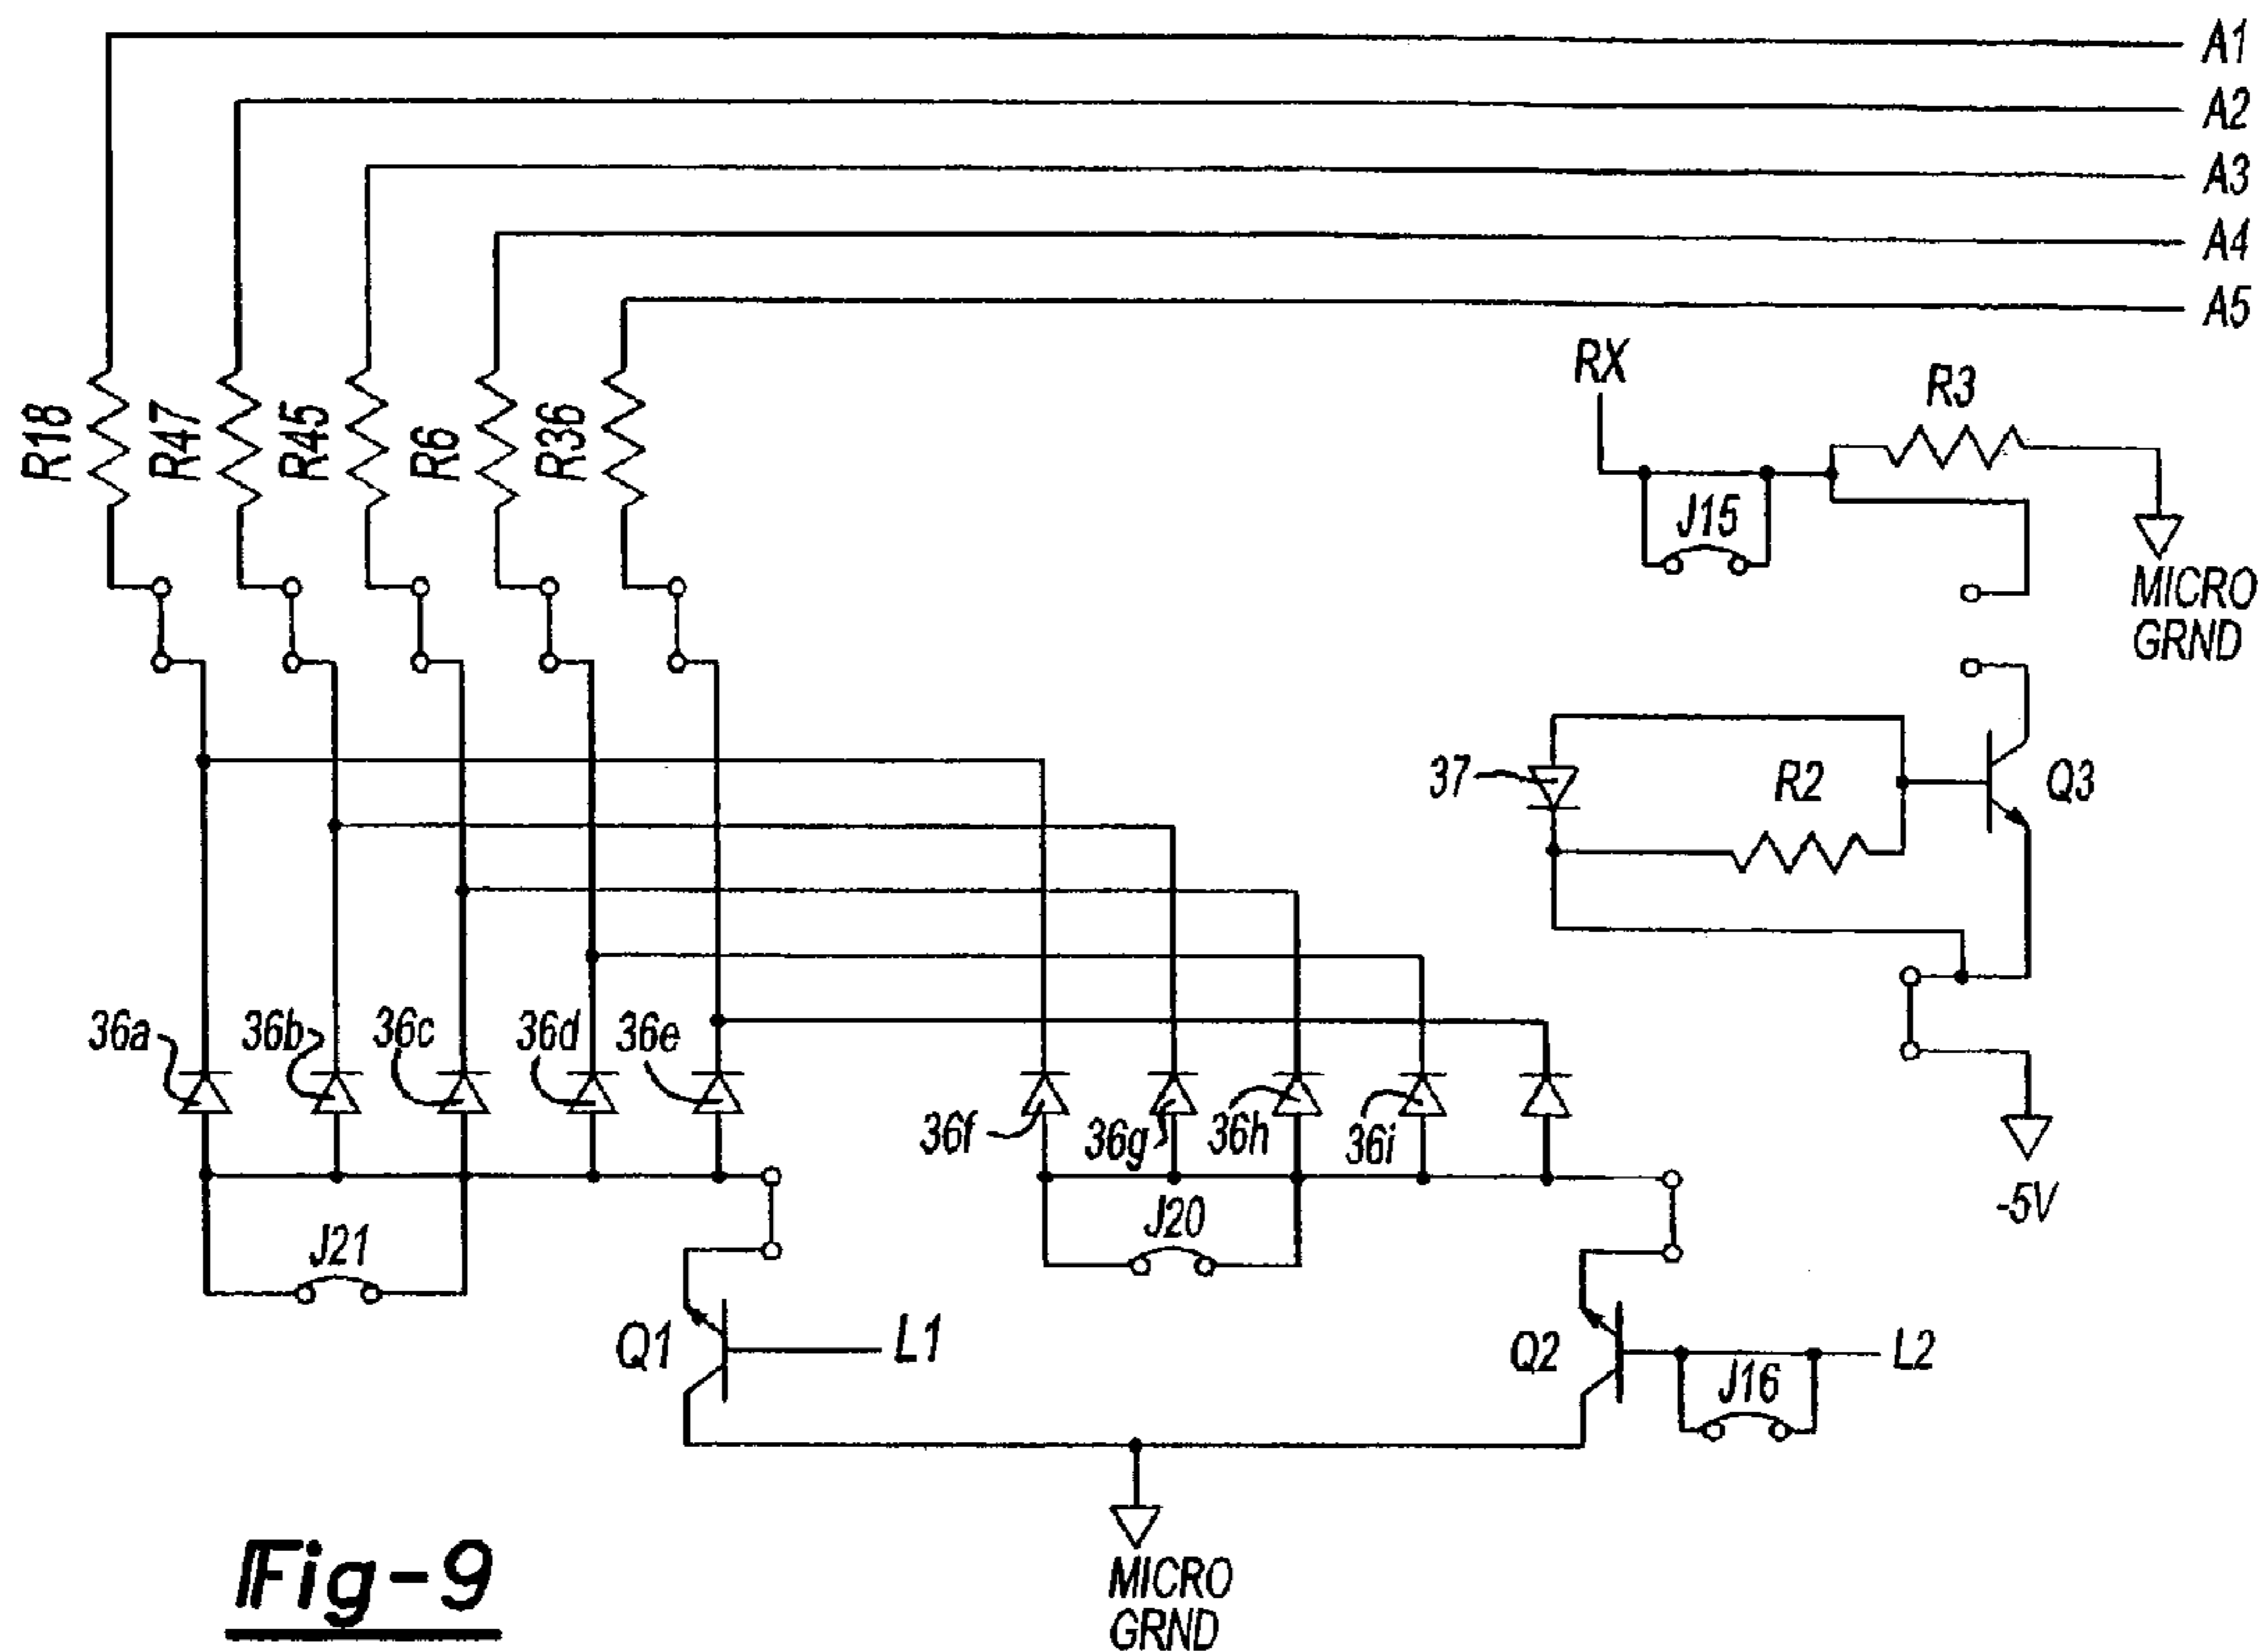 A1
A2
A3
A4
A5
RX
R3
R18
R47
R45
R6
R36
J15
MICRO
GRND
37
R2
Q3
36a
36b
36c
36d
36e
36f
36g
36h
36i
-5V
J21
J20
Q1
L1
Q2
L2
J16
MICRO
GRND
Fig-9